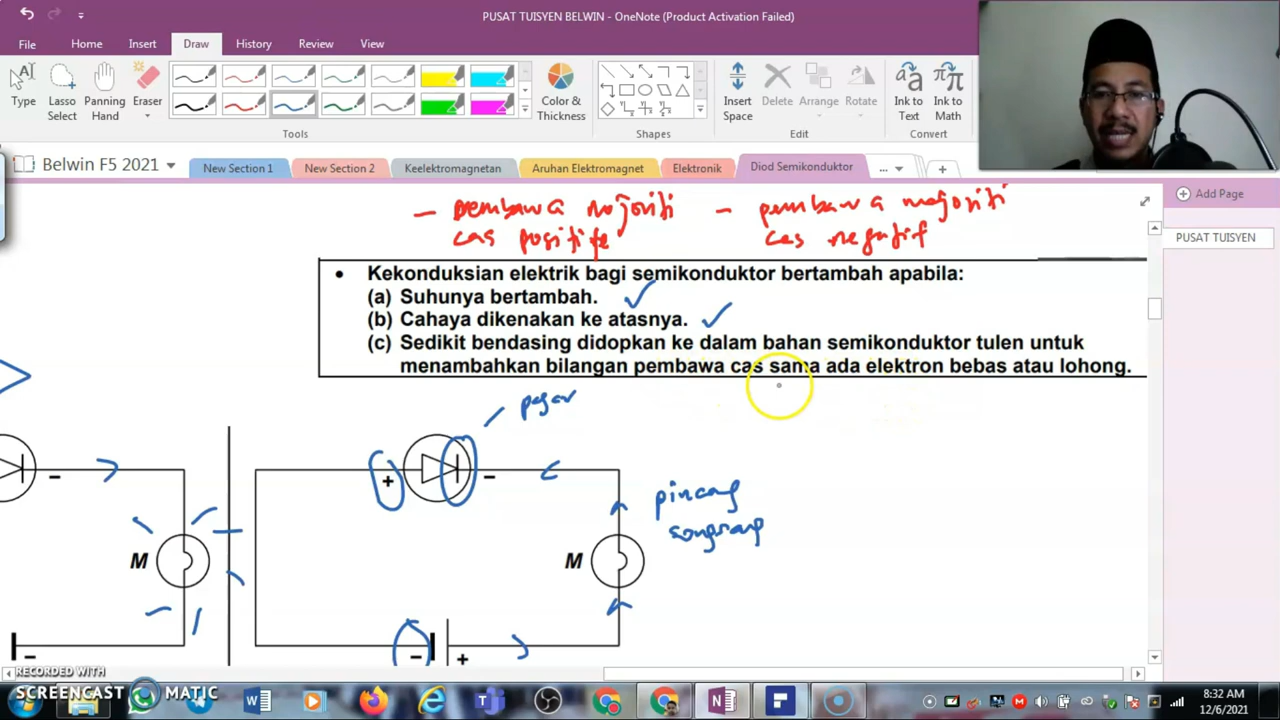 PUSAT TUISYEN BELWIN - OneNote (Product Activation Failed)
File Home Insert Draw History Review View
Type
Lasso Select
Panning Hand
Eraser
Color & Thickness
Insert Space
Delete
Arrange
Rotate
Ink to Text
Ink to Math
Tools Shapes Edit Convert
Belwin F5 2021
New Section 1 New Section 2 Keelektromagnetan Aruhan Elektromagnet Elektronik Diod Semikonduktor ...
Add Page
PUSAT TUISYEN
– pembawa majoriti – pembawa majoriti
cas positife cas negatif
• Kekonduksian elektrik bagi semikonduktor bertambah apabila:
(a) Suhunya bertambah.
(b) Cahaya dikenakan ke atasnya.
(c) Sedikit bendasing didopkan ke dalam bahan semikonduktor tulen untuk
menambahkan bilangan pembawa cas sama ada elektron bebas atau lohong.
– + –
pincang
songsang
M M
– – +
RECORDED WITH
SCREENCAST MATIC
8:32 AM
12/6/2021